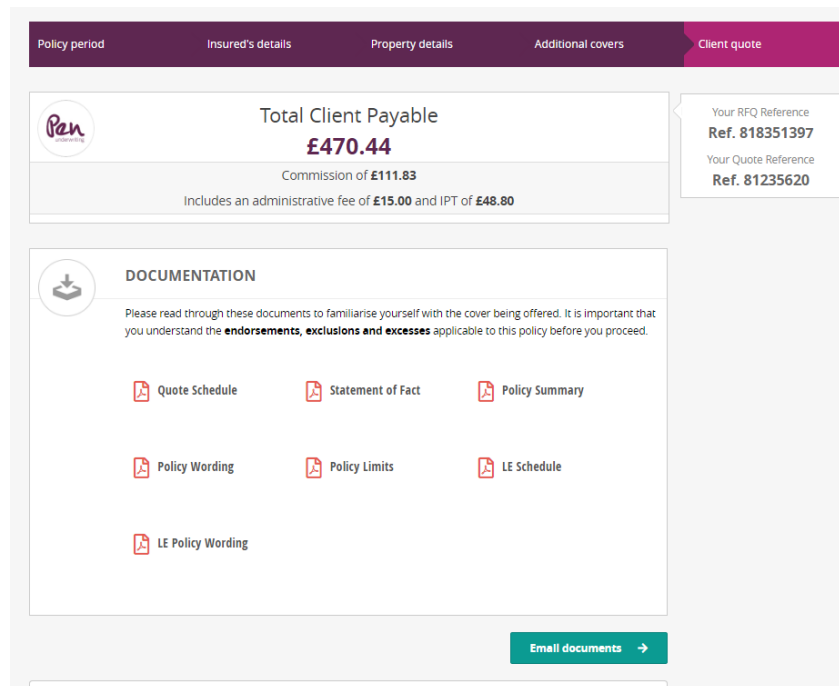 Policy period
Insured's details
Property details
Additional covers
Client quote
Pen
underwriting
Total Client Payable
£470.44
Commission of £111.83
Includes an administrative fee of £15.00 and IPT of £48.80
Your RFQ Reference
Ref. 818351397
Your Quote Reference
Ref. 81235620
DOCUMENTATION
Please read through these documents to familiarise yourself with the cover being offered. It is important that
you understand the endorsements, exclusions and excesses applicable to this policy before you proceed.
Quote Schedule
Statement of Fact
Policy Summary
Policy Wording
Policy Limits
LE Schedule
LE Policy Wording
Email documents